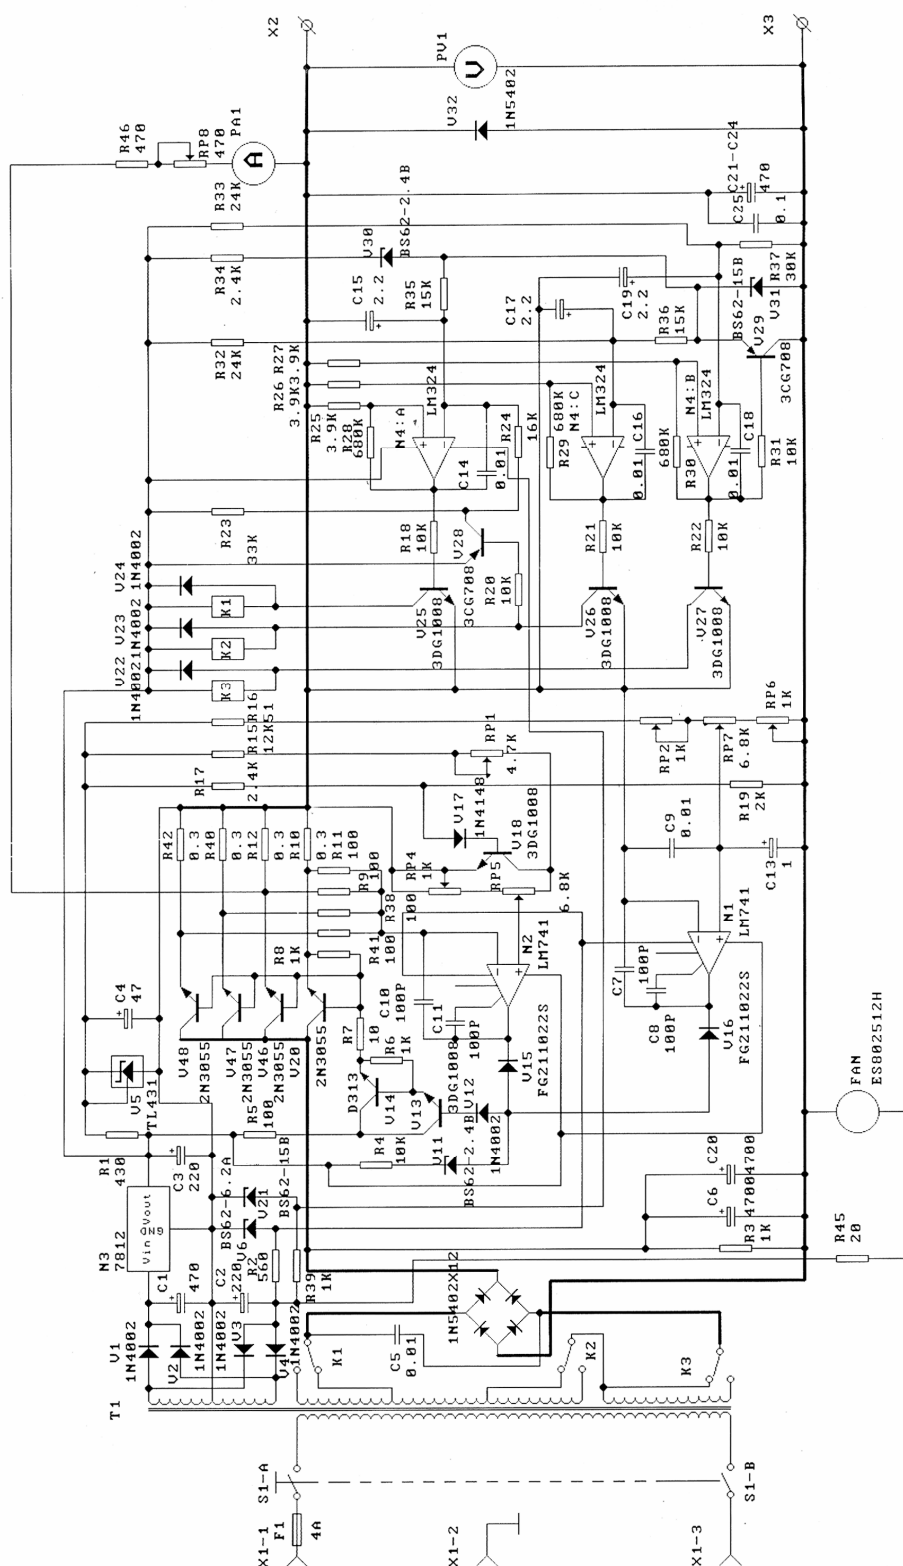 X2
X3
PV1
V
V32
1N5402
R46
470
RP8
470
PA1
A
R33
24K
C21-C24
470
C25
0.1
V30
BS62-2.4B
R34
2.4K
C15
2.2
R35
15K
C17
2.2
C19
2.2
R36
15K
BS62-15B
V29
V31
R37
30K
3CG708
R32
24K
R26 R27
3.9K3.9K
R25
3.9K
R28
680K
N4:A
LM324
R24
16K
C14
0.01
R29
680K
N4:C
LM324
C16
0.01
680K
R30
N4:B
LM324
C18
0.01
R31
10K
R23
33K
R18
10K
V28
3CG708
R20
10K
R21
10K
R22
10K
V24
1N4002
V23
1N4002
V22
1N4002
K1
K2
K3
V25
3DG1008
V26
3DG1008
V27
3DG1008
R16
51
R15
12K
R17
2.4K
RP1
4.7K
RP2
1K
RP7
6.8K
RP6
1K
R19
2K
V17
1N4148
V18
3DG1008
C9
0.01
C13
1
R42
0.3
R40
0.3
R12
0.3
R10
0.3
R11
100
R9
100
R38
100
R41
100
R8
1K
RP4
1K
RP5
6.8K
N2
LM741
N1
LM741
C4
47
V5
TL431
V48
2N3055
V47
2N3055
V46
2N3055
V20
2N3055
R7
10
R6
1K
C10
100P
C11
100P
C7
100P
C8
100P
D313
V14
V13
3DG1008
V12
1N4002
V15
FG211022S
V16
FG211022S
R5
100
R4
10K
V11
BS62-2.4B
FAN
ES802512H
R1
430
C3
220
BS62-6.2A
V6
V21
BS62-15B
N3
7812
Vin
GND
Vout
C1
470
C2
220
R2
560
R39
1K
C20
4700
C6
4700
R3
1K
R45
20
V1
1N4002
V2
1N4002
V3
1N4002
V4
1N4002
1N5402X12
K1
C5
0.01
K2
K3
T1
S1-A
S1-B
X1-1
F1
4A
X1-2
X1-3